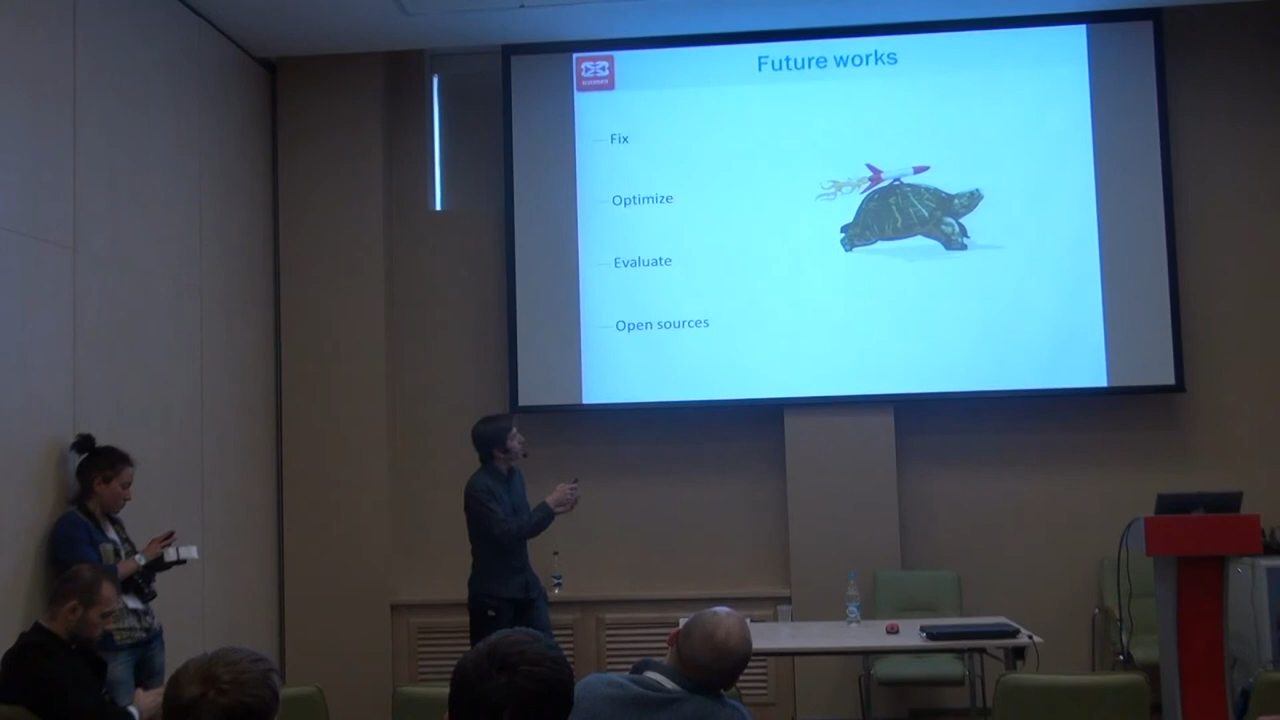 Future works
Fix
Optimize
Evaluate
Open sources